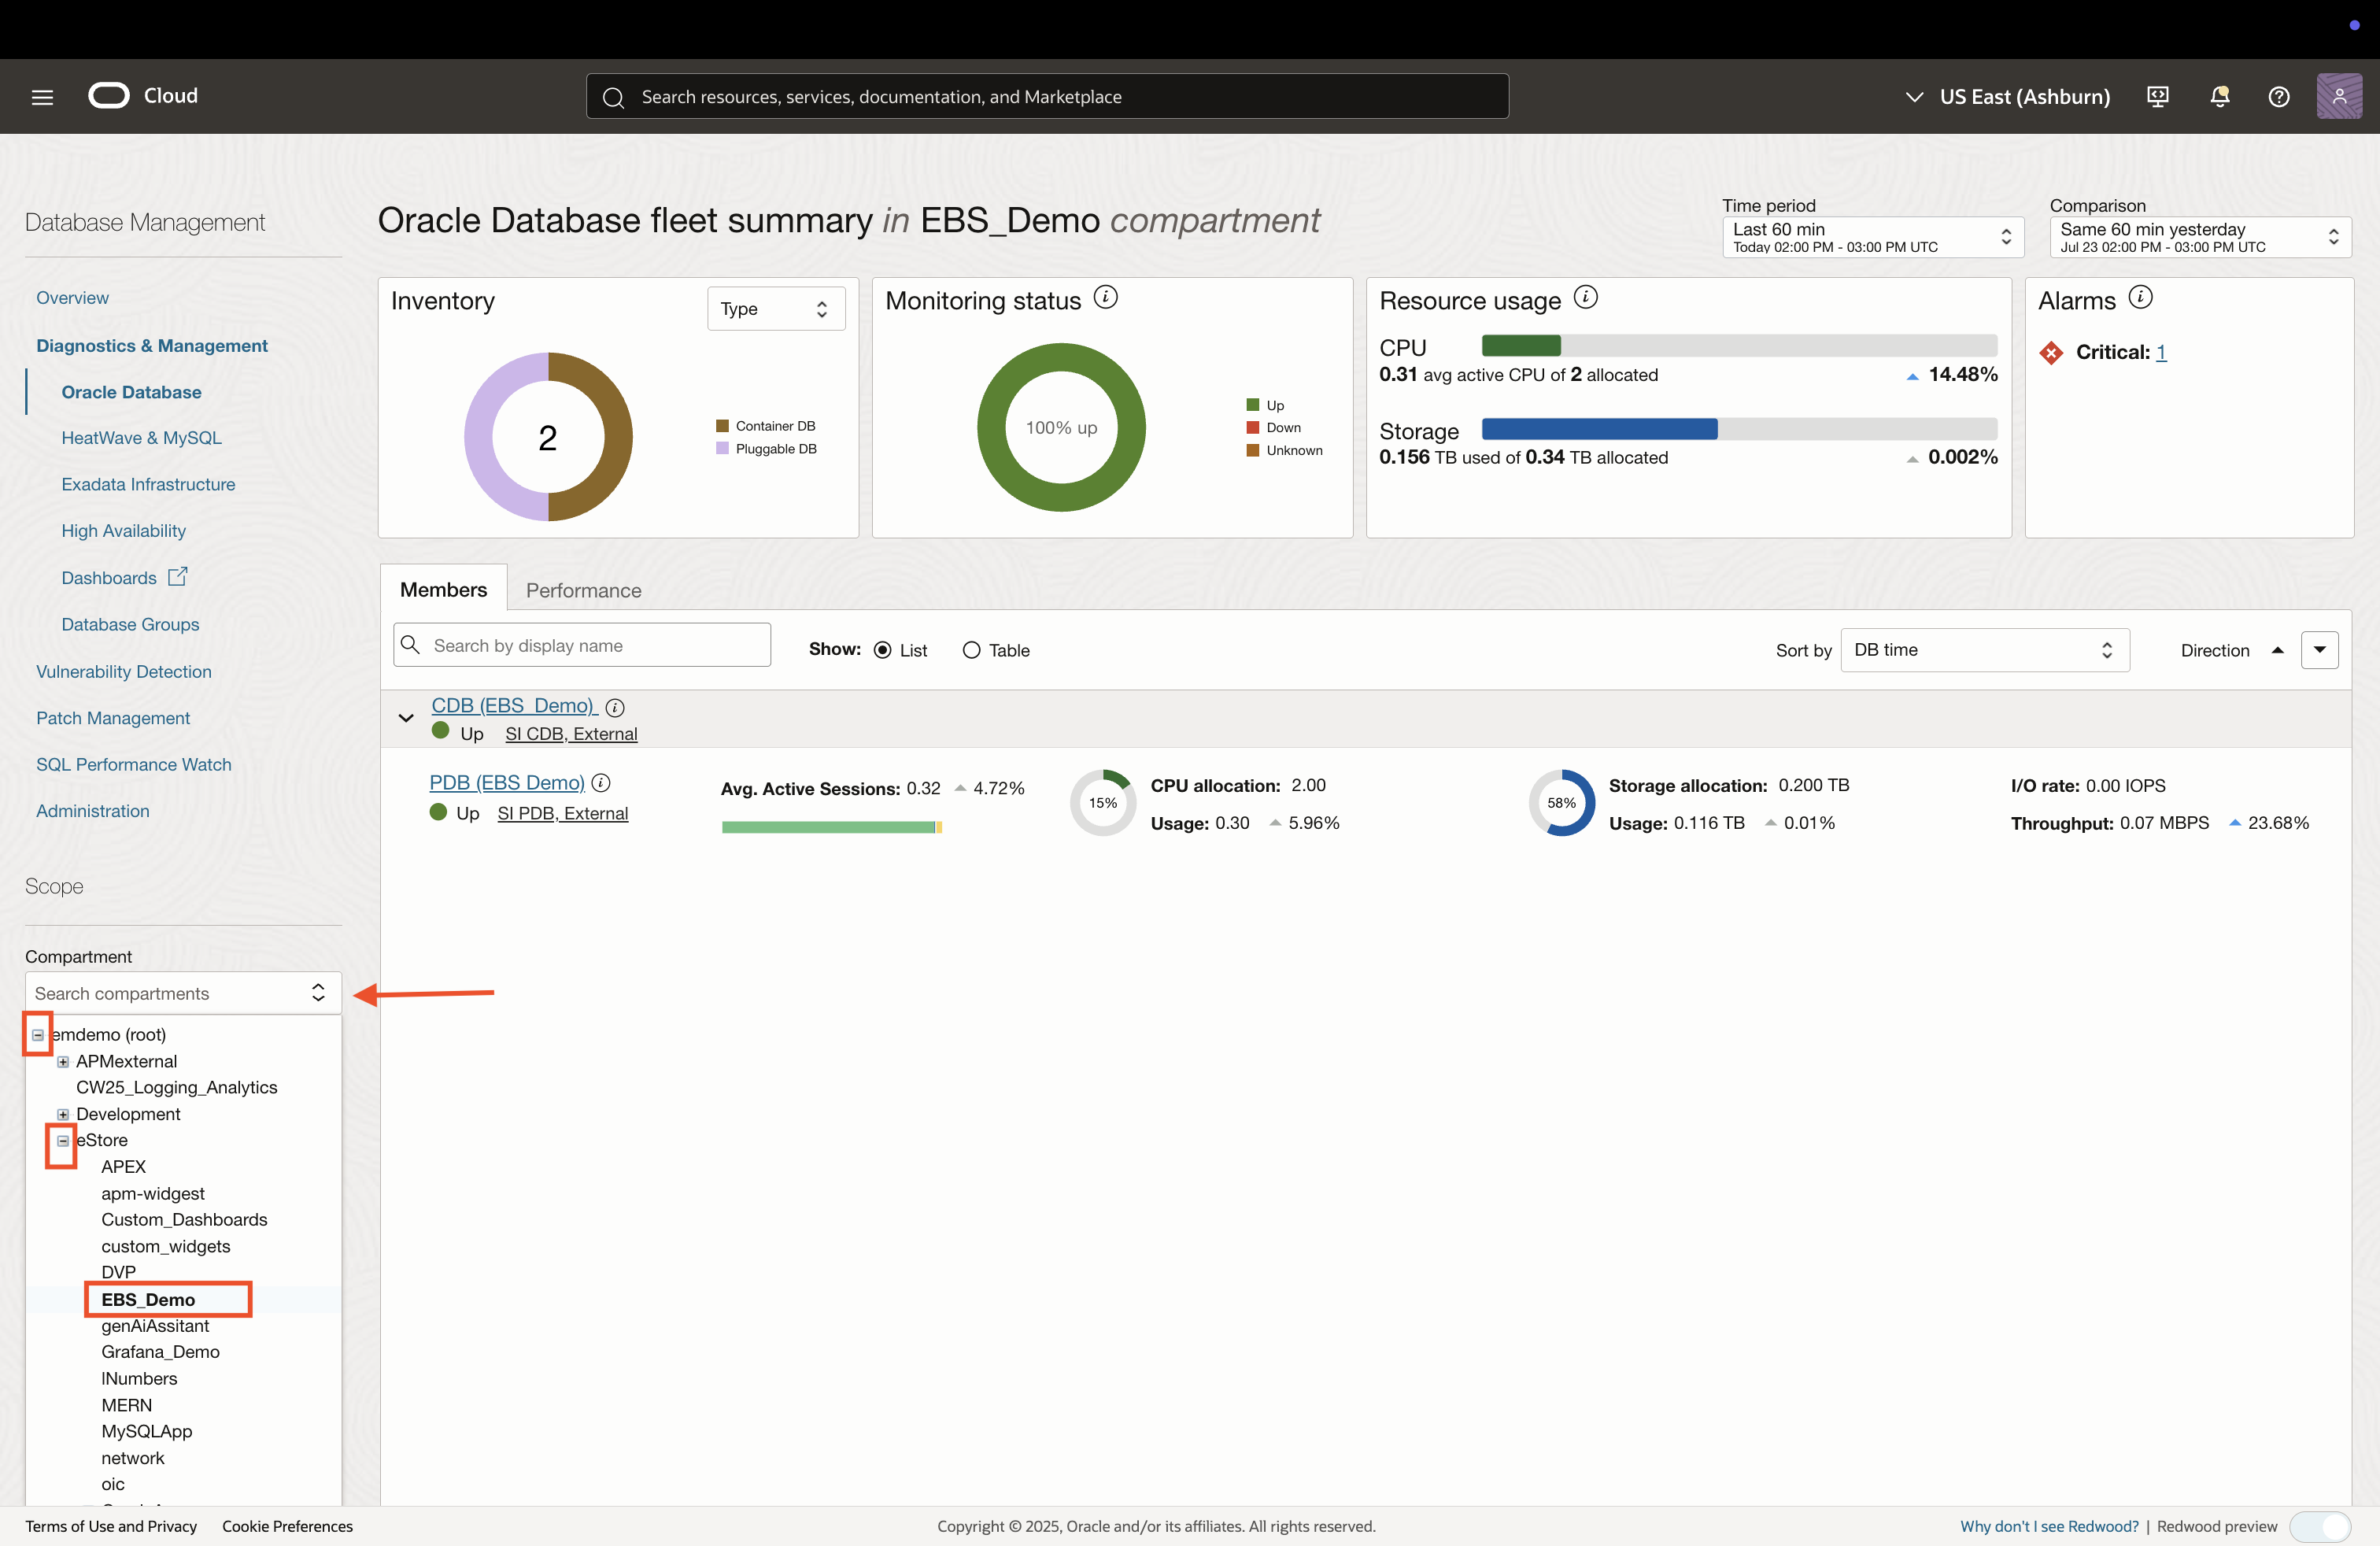 Cloud
Search resources, services, documentation, and Marketplace
US East (Ashburn)
Database Management
Overview
Diagnostics & Management
Oracle Database
HeatWave & MySQL
Exadata Infrastructure
High Availability
Dashboards
Database Groups
Vulnerability Detection
Patch Management
SQL Performance Watch
Administration
Scope
Compartment
Search compartments
emdemo (root)
APMexternal
CW25_Logging_Analytics
Development
eStore
APEX
apm-widgest
Custom_Dashboards
custom_widgets
DVP
EBS_Demo
genAiAssitant
Grafana_Demo
INumbers
MERN
MySQLApp
network
oic
Oracle Database fleet summary in EBS_Demo compartment
Time period
Last 60 min
Today 02:00 PM - 03:00 PM UTC
Comparison
Same 60 min yesterday
Jul 23 02:00 PM - 03:00 PM UTC
Inventory
Type
2
Container DB
Pluggable DB
Monitoring status
100% up
Up
Down
Unknown
Resource usage
CPU
0.31 avg active CPU of 2 allocated
14.48%
Storage
0.156 TB used of 0.34 TB allocated
0.002%
Alarms
Critical: 1
Members
Performance
Search by display name
Show: List Table
Sort by DB time
Direction
CDB (EBS_Demo)
Up SI CDB, External
PDB (EBS Demo)
Up SI PDB, External
Avg. Active Sessions: 0.32 4.72%
15%
CPU allocation: 2.00
Usage: 0.30 5.96%
58%
Storage allocation: 0.200 TB
Usage: 0.116 TB 0.01%
I/O rate: 0.00 IOPS
Throughput: 0.07 MBPS 23.68%
Terms of Use and Privacy Cookie Preferences
Copyright © 2025, Oracle and/or its affiliates. All rights reserved.
Why don't I see Redwood? | Redwood preview